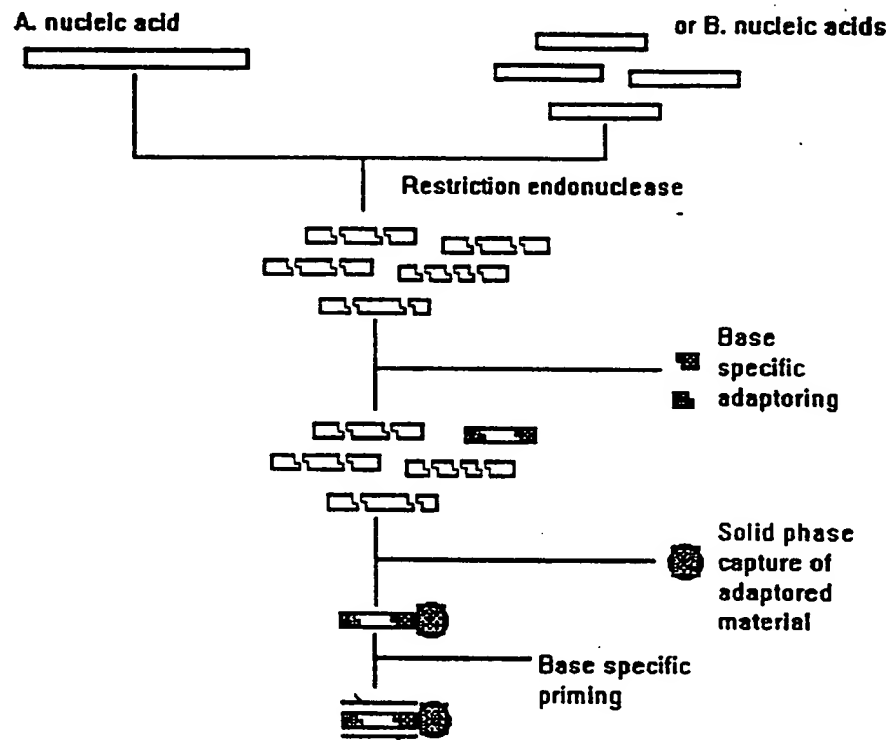 A. nucleic acid
or B. nucleic acids
Restriction endonuclease
Base
specific
adaptoring
Solid phase
capture of
adaptored
material
Base specific
priming